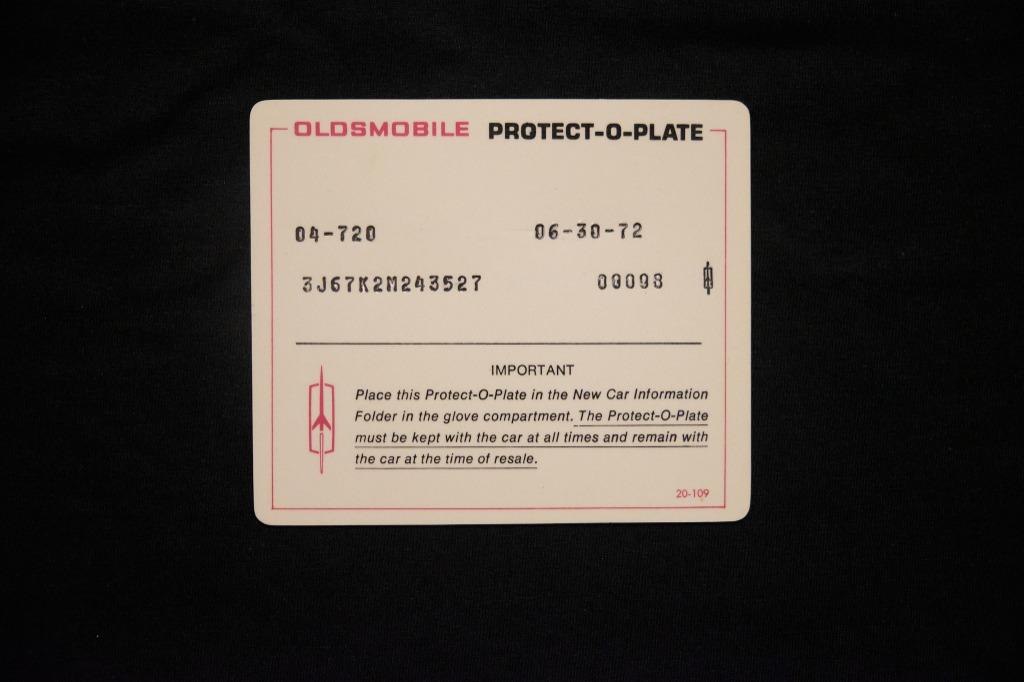 OLDSMOBILE PROTECT-O-PLATE
04-720 06-30-72
3J67K2M243527 00098
IMPORTANT
Place this Protect-O-Plate in the New Car Information
Folder in the glove compartment. The Protect-O-Plate
must be kept with the car at all times and remain with
the car at the time of resale.
20-109